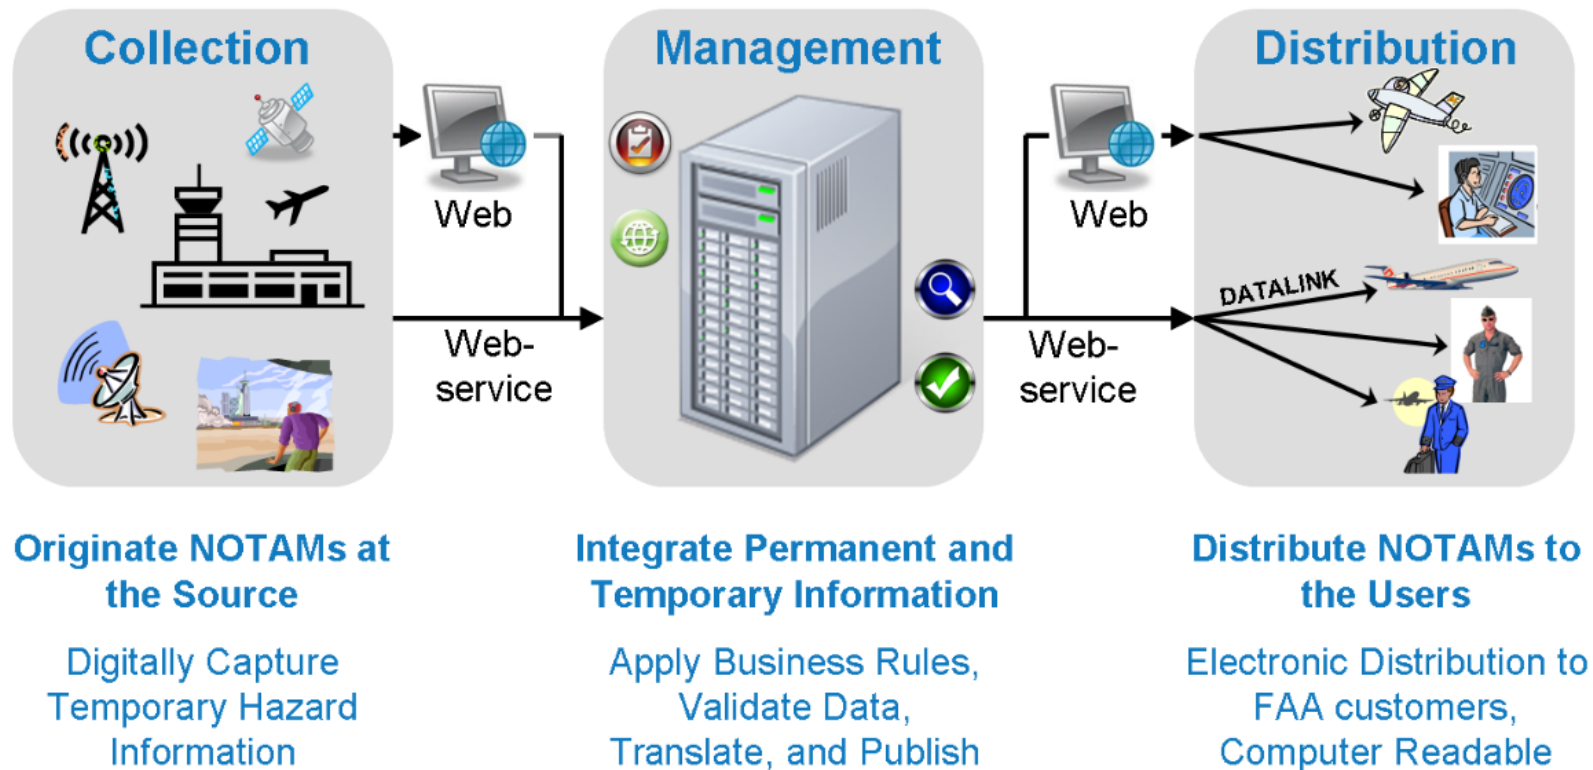 Collection
Management
Distribution
Web
Web
DATALINK
Web-
service
Web-
service
Originate NOTAMs at
the Source
Integrate Permanent and
Temporary Information
Distribute NOTAMs to
the Users
Digitally Capture
Temporary Hazard
Information
Apply Business Rules,
Validate Data,
Translate, and Publish
Electronic Distribution to
FAA customers,
Computer Readable